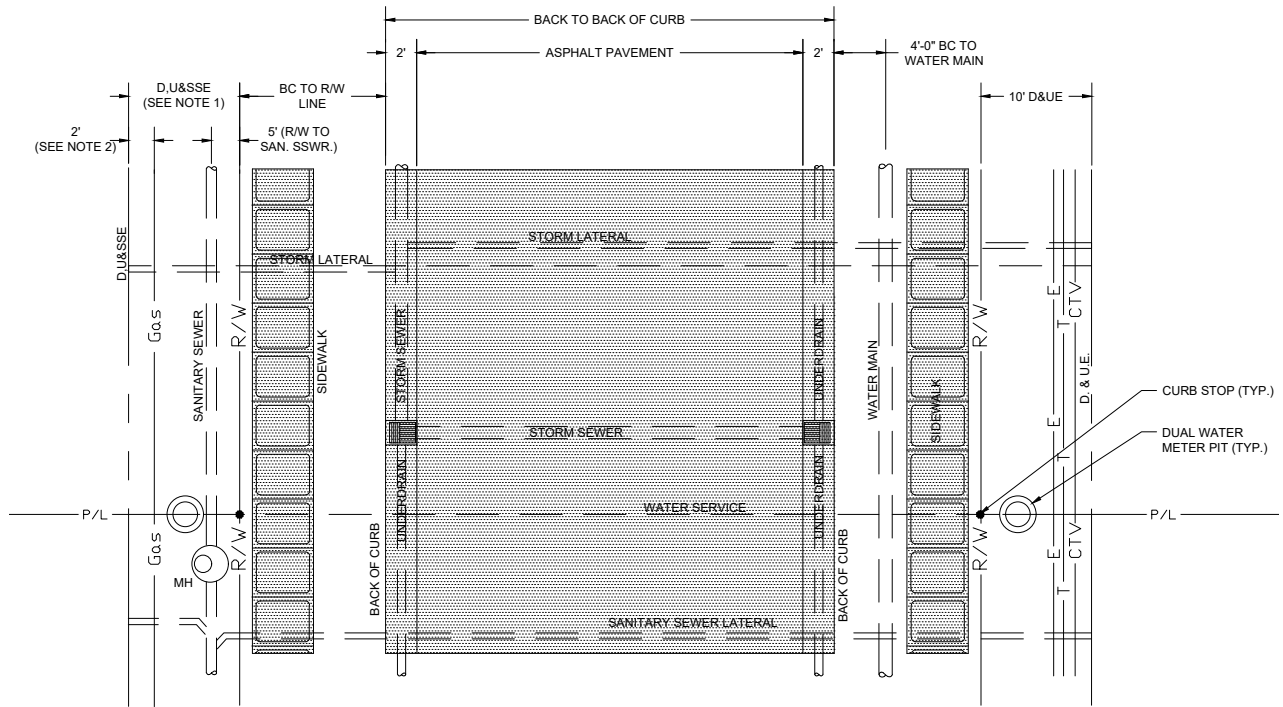 BACK TO BACK OF CURB
2'
ASPHALT PAVEMENT
2'
4'-0" BC TO
WATER MAIN
D,U&SSE
(SEE NOTE 1)
BC TO R/W
LINE
10' D&UE
2'
(SEE NOTE 2)
5' (R/W TO
SAN. SSWR.)
D,U&SSE
Gas
SANITARY SEWER
R/W
SIDEWALK
STORM LATERAL
STORM LATERAL
STORM SEWER
UNDERDRAIN
WATER MAIN
SIDEWALK
R/W
E
T
CTV
D. & U.E.
STORM SEWER
E
T
CURB STOP (TYP.)
DUAL WATER
METER PIT (TYP.)
P/L
WATER SERVICE
P/L
UNDERDRAIN
UNDERDRAIN
Gas
R/W
MH
BACK OF CURB
BACK OF CURB
R/W
E
T
CTV
T
SANITARY SEWER LATERAL